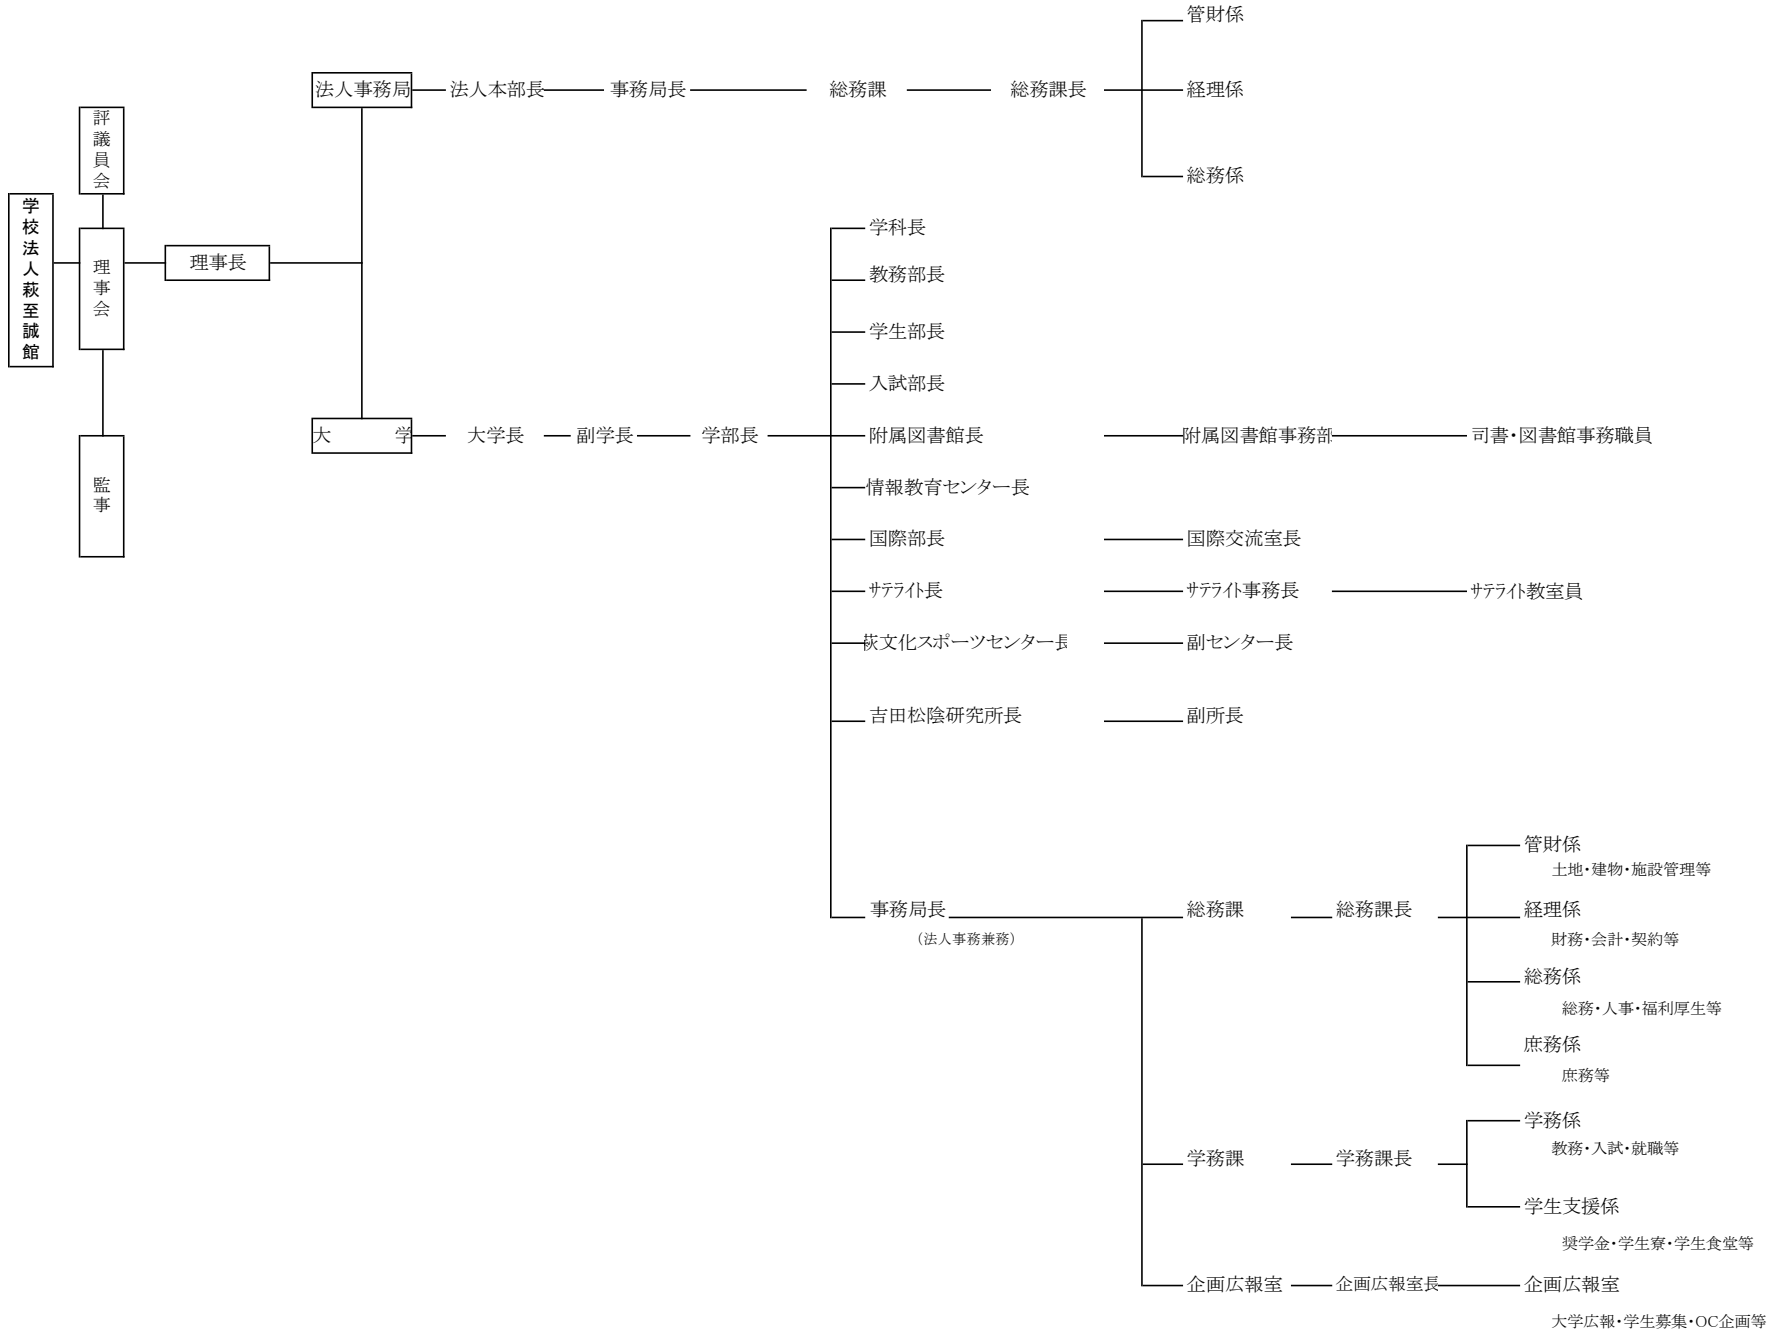 管財係
法人事務局 法人本部長 事務局長 総務課 総務課長 経理係
総務係
評議員会
学校法人萩至誠館
理事会
理事長
監事
学科長
教務部長
学生部長
入試部長
大 学 大学長 副学長 学部長 附属図書館長 附属図書館事務部 司書・図書館事務職員
情報教育センター長
国際部長 国際交流室長
ｻﾃﾗｲﾄ長 ｻﾃﾗｲﾄ事務長 ｻﾃﾗｲﾄ教室員
萩文化スポーツセンター長 副センター長
吉田松陰研究所長 副所長
管財係
土地・建物・施設管理等
事務局長 総務課 総務課長 経理係
（法人事務兼務） 財務・会計・契約等
総務係
総務・人事・福利厚生等
庶務係
庶務等
学務係
教務・入試・就職等
学務課 学務課長
学生支援係
奨学金・学生寮・学生食堂等
企画広報室 企画広報室長 企画広報室
大学広報・学生募集・OC企画等